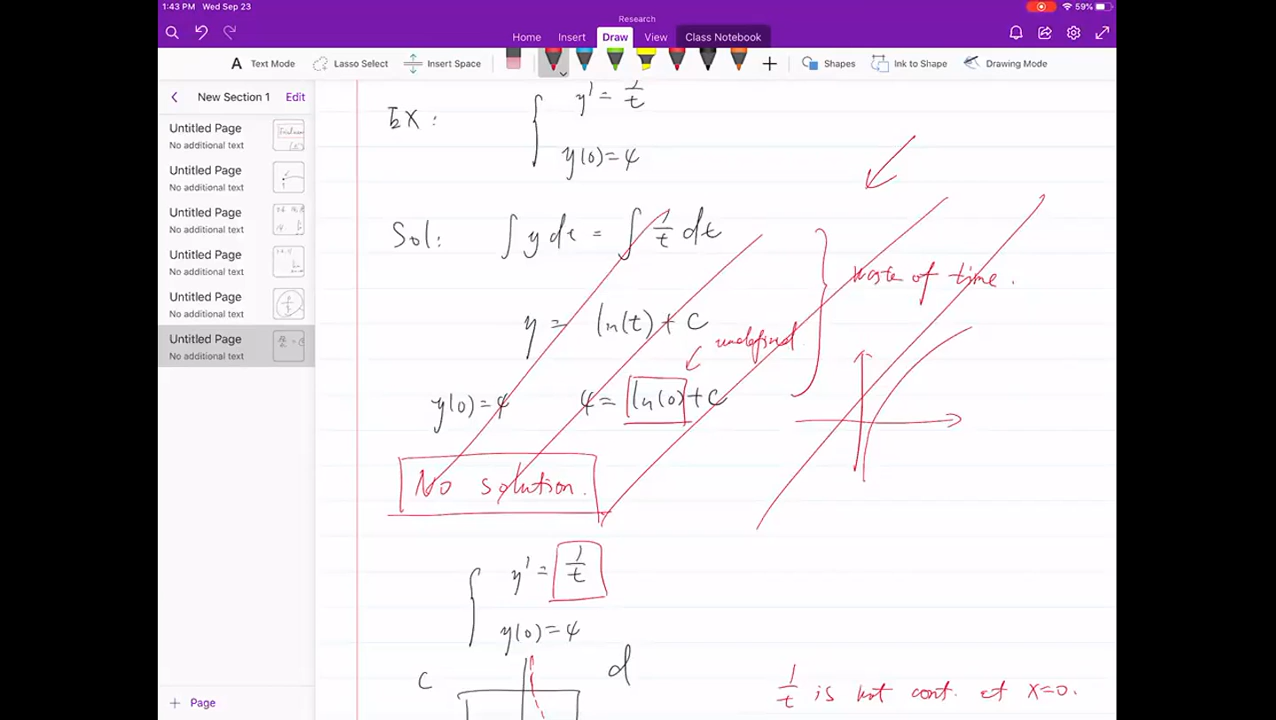 1:43 PM Wed Sep 23
59%
Research
Home Insert Draw View Class Notebook
Text Mode Lasso Select Insert Space Shapes Ink to Shape Drawing Mode
New Section 1 Edit
Untitled Page
No additional text
Untitled Page
No additional text
Untitled Page
No additional text
Untitled Page
No additional text
Untitled Page
No additional text
Untitled Page
No additional text
+ Page
EX: { y' = 1/t
y(0)=4
Sol: ∫ y dt = ∫ 1/t dt
waste of time.
y = ln(t) + C
undefined
y(0)=4 4 = ln(0) + C
No solution.
{ y' = 1/t
y(0)=4
c d
1/t is not cont. at x=0.